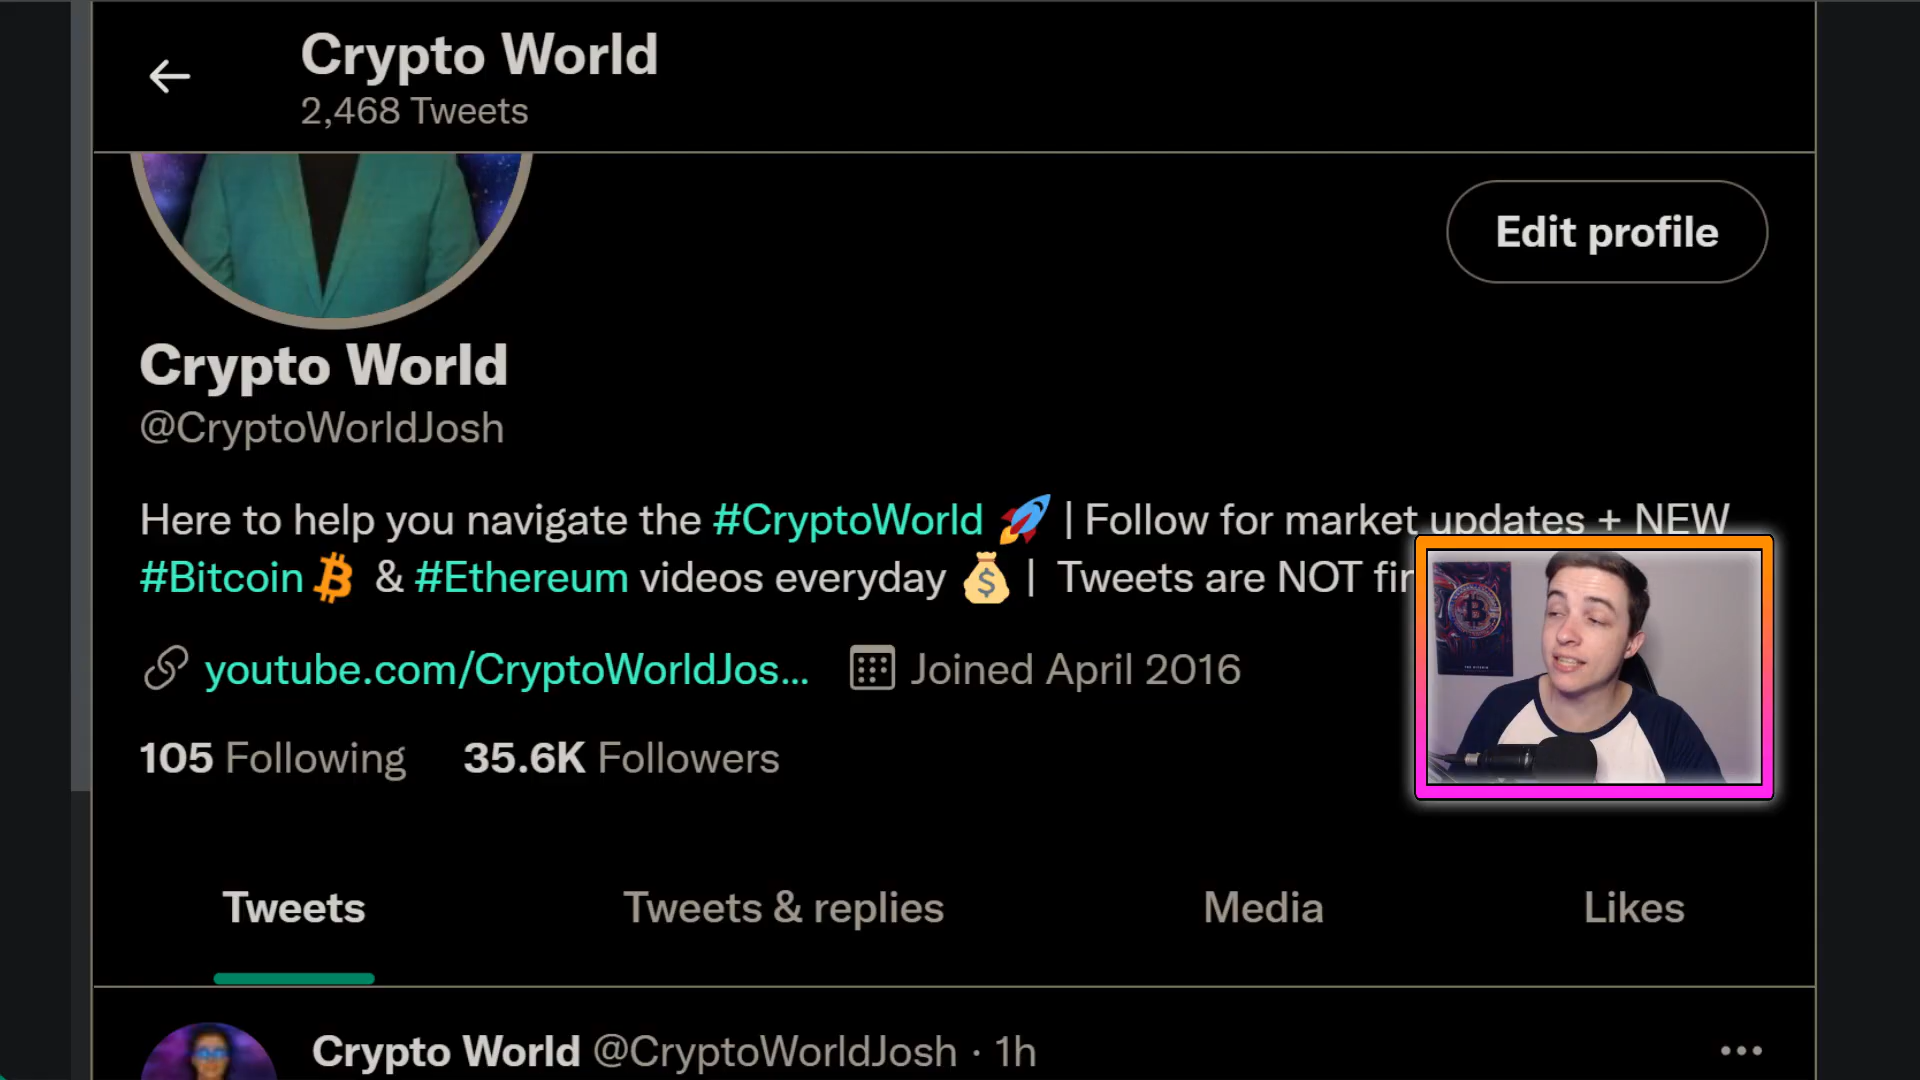 Crypto World
2,468 Tweets
Edit profile
Crypto World
@CryptoWorldJosh
Here to help you navigate the #CryptoWorld 🚀 | Follow for market updates + NEW
#Bitcoin & #Ethereum videos everyday 💰 | Tweets are NOT
youtube.com/CryptoWorldJos...
Joined April 2016
105 Following 35.6K Followers
Tweets Tweets & replies Media Likes
Crypto World @CryptoWorldJosh · 1h